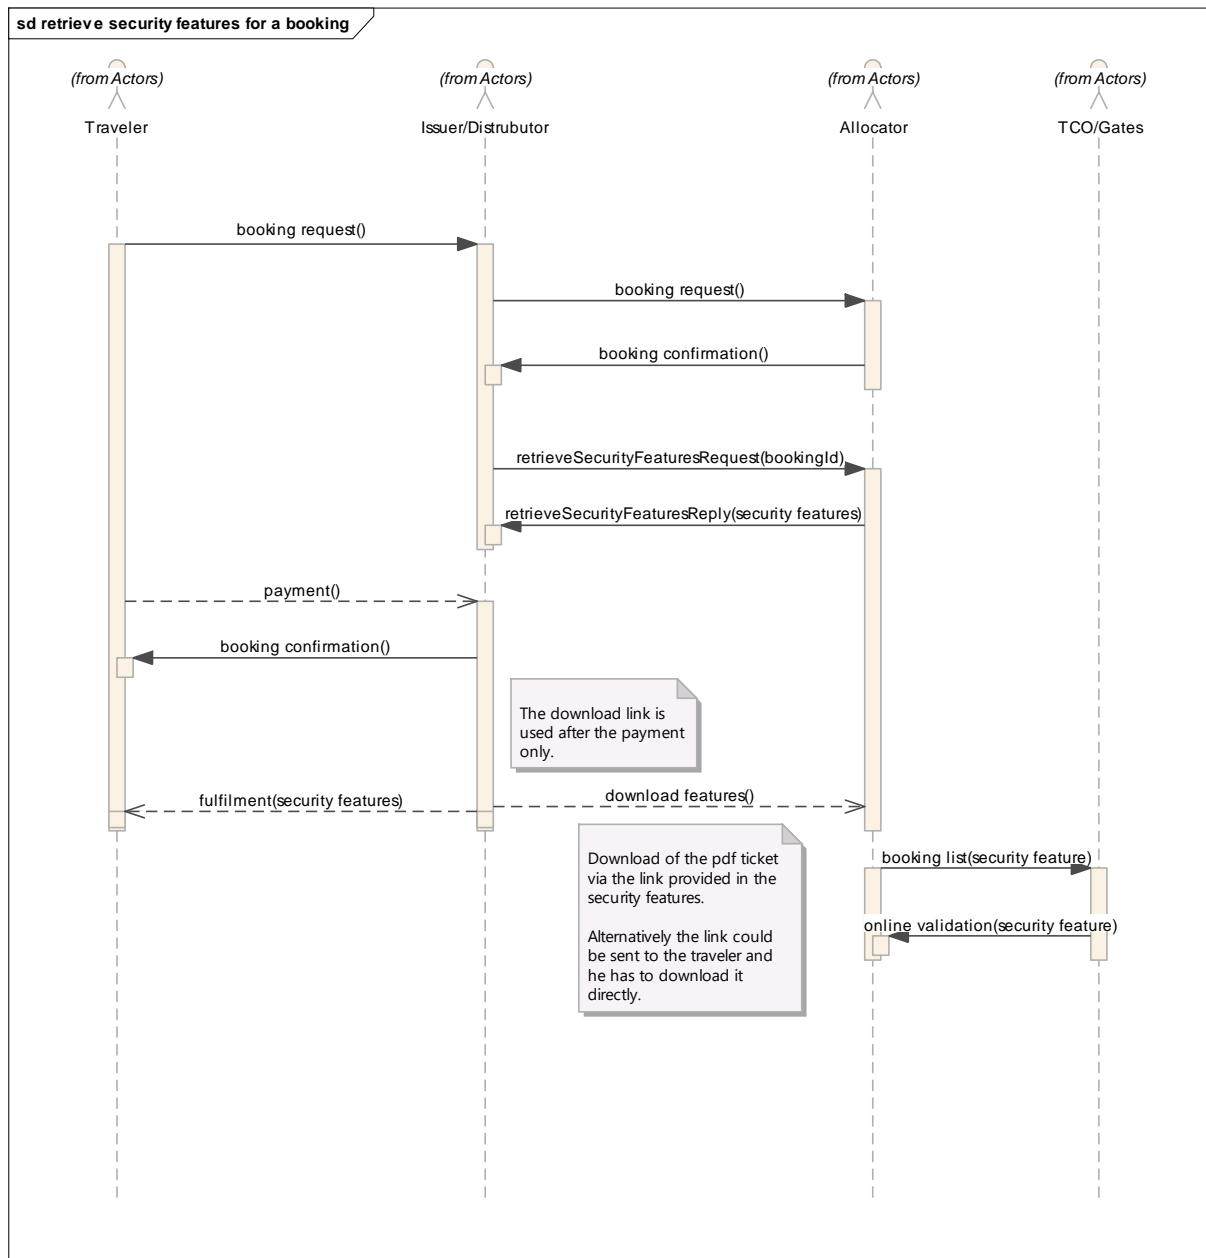 sd retrieve security features for a booking
(from Actors)
(from Actors)
(from Actors)
(from Actors)
Traveler
Issuer/Distrubutor
Allocator
TCO/Gates
booking request()
booking request()
booking confirmation()
retrieveSecurityFeaturesRequest(bookingId)
retrieveSecurityFeaturesReply(security features)
payment()
booking confirmation()
The download link is
used after the payment
only.
fulfilment(security features)
download features()
Download of the pdf ticket
via the link provided in the
security features.
Alternatively the link could
be sent to the traveler and
he has to download it
directly.
booking list(security feature)
online validation(security feature)